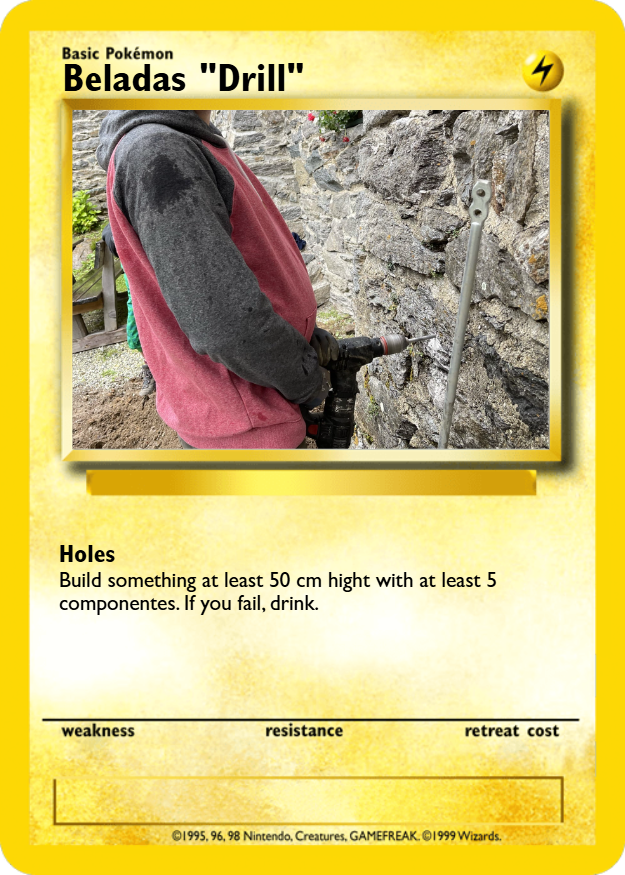 Basic Pokémon
Beladas "Drill"
Holes
Build something at least 50 cm hight with at least 5
componentes. If you fail, drink.
weakness resistance retreat cost
©1995, 96, 98 Nintendo, Creatures, GAMEFREAK. ©1999 Wizards.